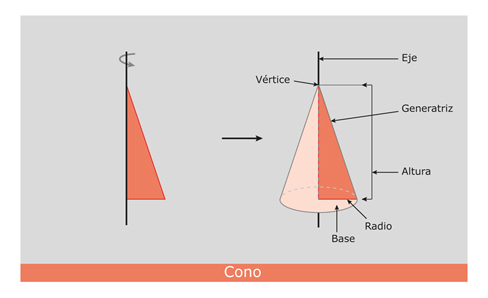 Eje
Vértice
Generatriz
Altura
Radio
Base
Cono